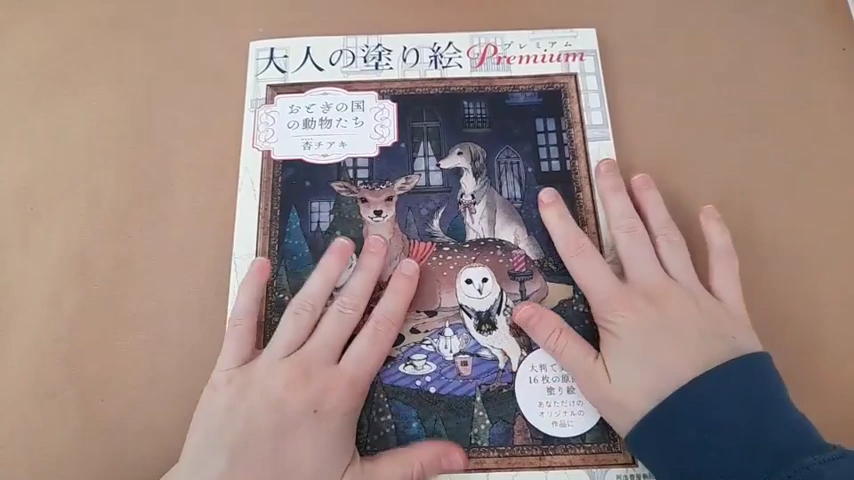 大人の塗り絵 Premium
プレミアム
おとぎの国
の動物たち
杏チアキ
大判で
16枚の原
塗り絵
あなただけの
オリジナルの
作品に